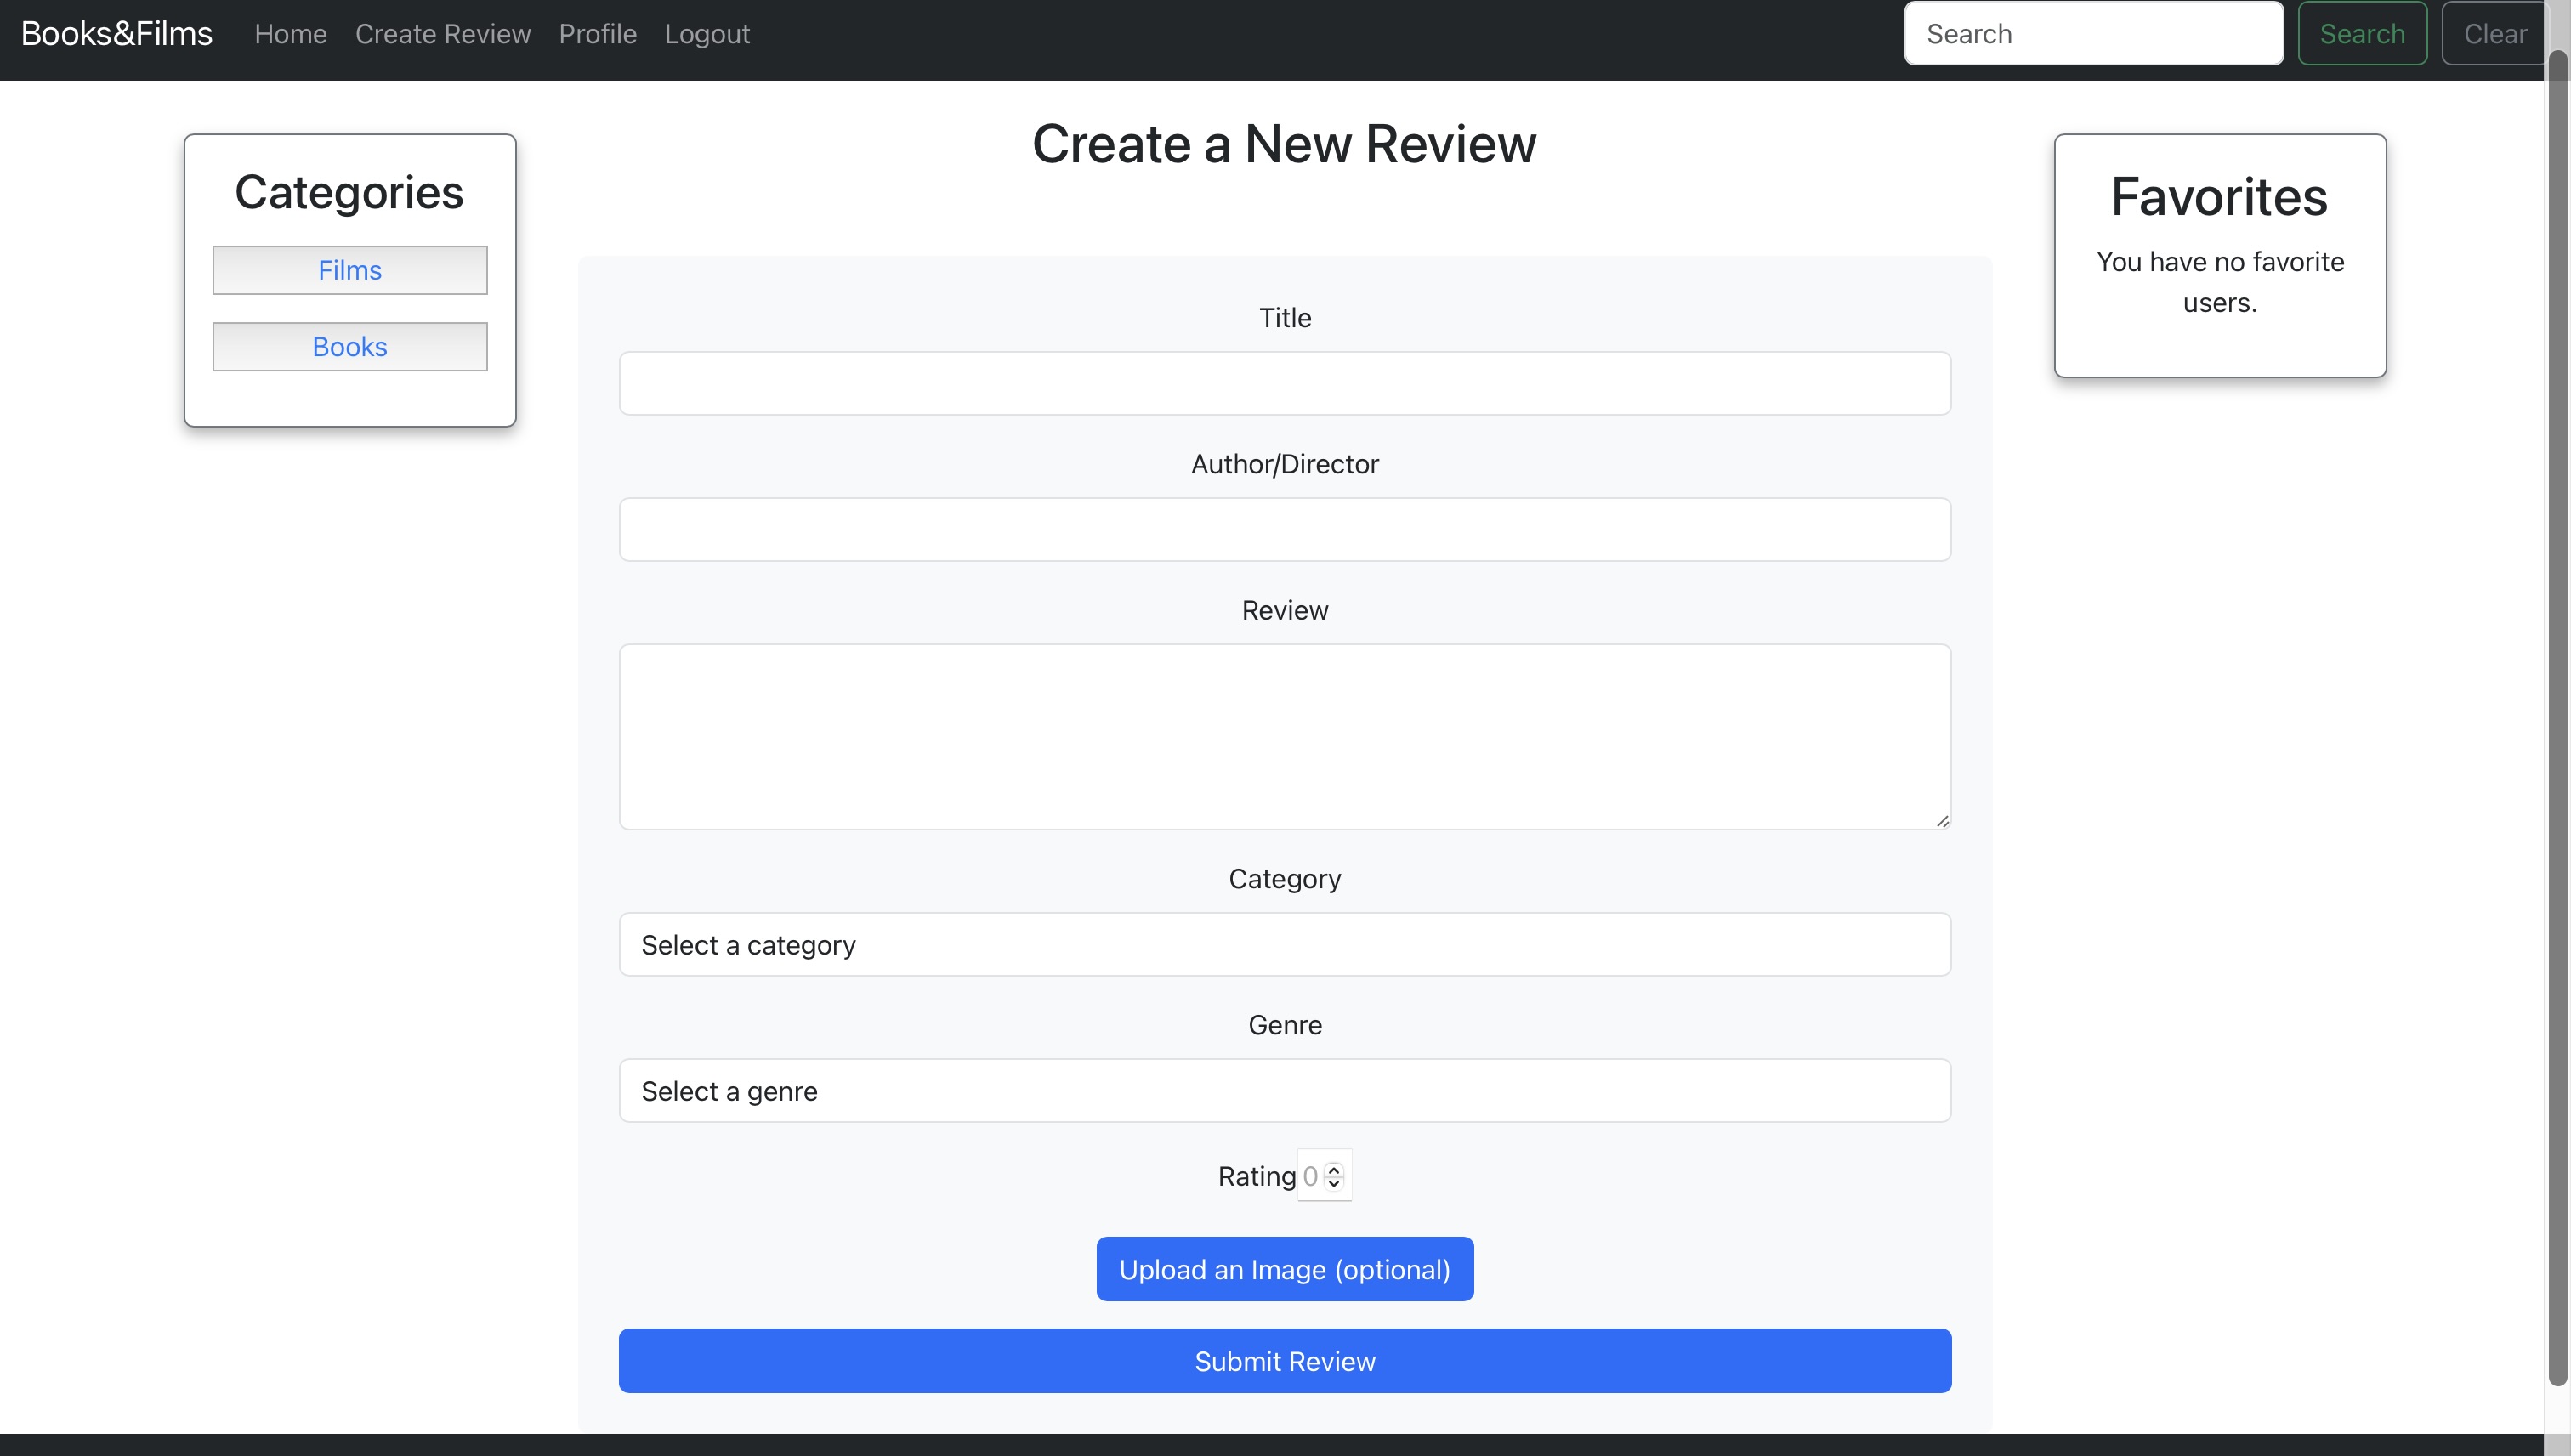 Books&Films Home Create Review Profile Logout Search Search Clear
Categories
Films
Books
Create a New Review
Title
Author/Director
Review
Category
Select a category
Genre
Select a genre
Rating 0
Upload an Image (optional)
Submit Review
Favorites
You have no favorite
users.